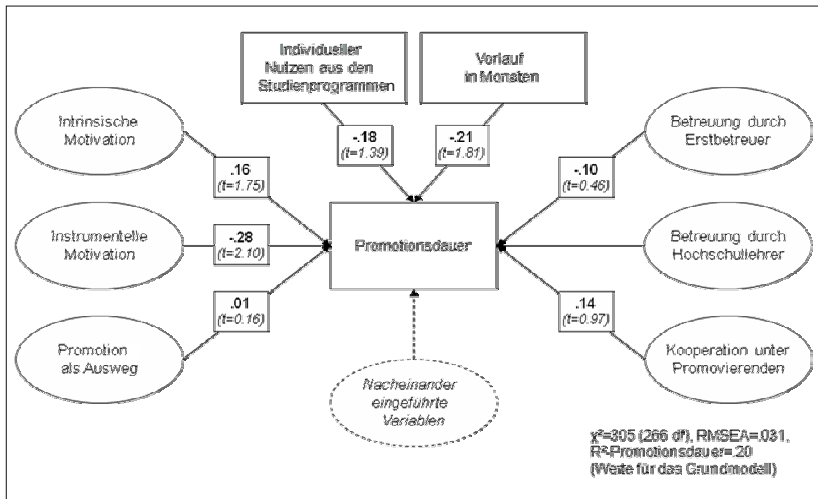 Individueller
Nutzen aus den
Studienprogrammen
Vorlauf
in Monaten
Intrinsische
Motivation
Betreuung durch
Erstbetreuer
-.18
(t=1.39)
-.21
(t=1.81)
.16
(t=1.75)
-.10
(t=0.46)
Instrumentelle
Motivation
-.28
(t=2.10)
Promotionsdauer
Betreuung durch
Hochschullehrer
.01
(t=0.16)
.14
(t=0.97)
Promotion
als Ausweg
Nacheinander
eingeführte
Variablen
Kooperation unter
Promovierenden
χ²=305 (266 df), RMSEA=.031,
R²-Promotionsdauer=.20
(Werte für das Grundmodell)